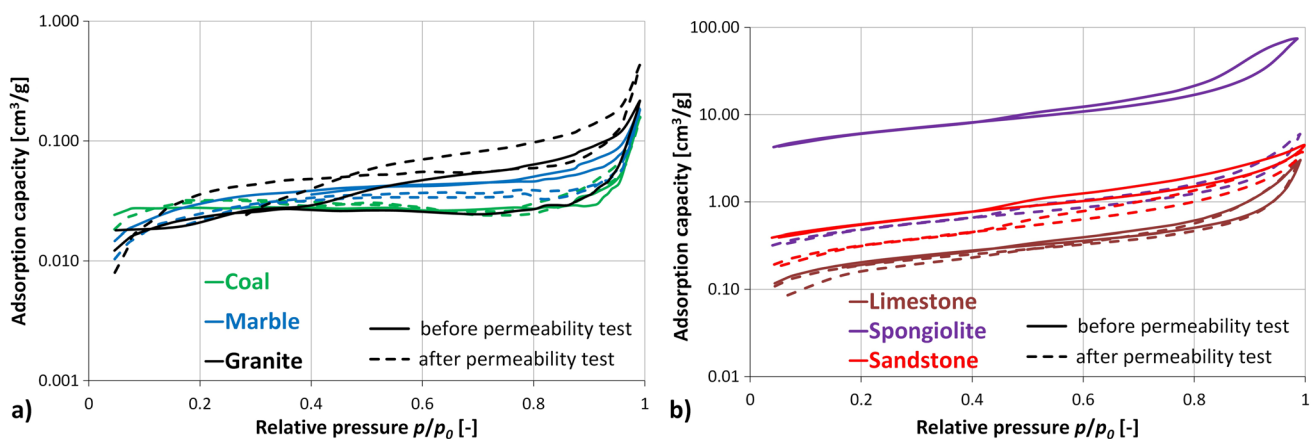 1.000
0.100
0.010
0.001
Adsorption capacity [cm³/g]
Coal
Marble
Granite
before permeability test
after permeability test
0
0.2
0.4
0.6
0.8
1
Relative pressure p/p₀ [-]
a)
100.00
10.00
1.00
0.10
0.01
Adsorption capacity [cm³/g]
Limestone
Spongiolite
Sandstone
before permeability test
after permeability test
0
0.2
0.4
0.6
0.8
1
Relative pressure p/p₀ [-]
b)